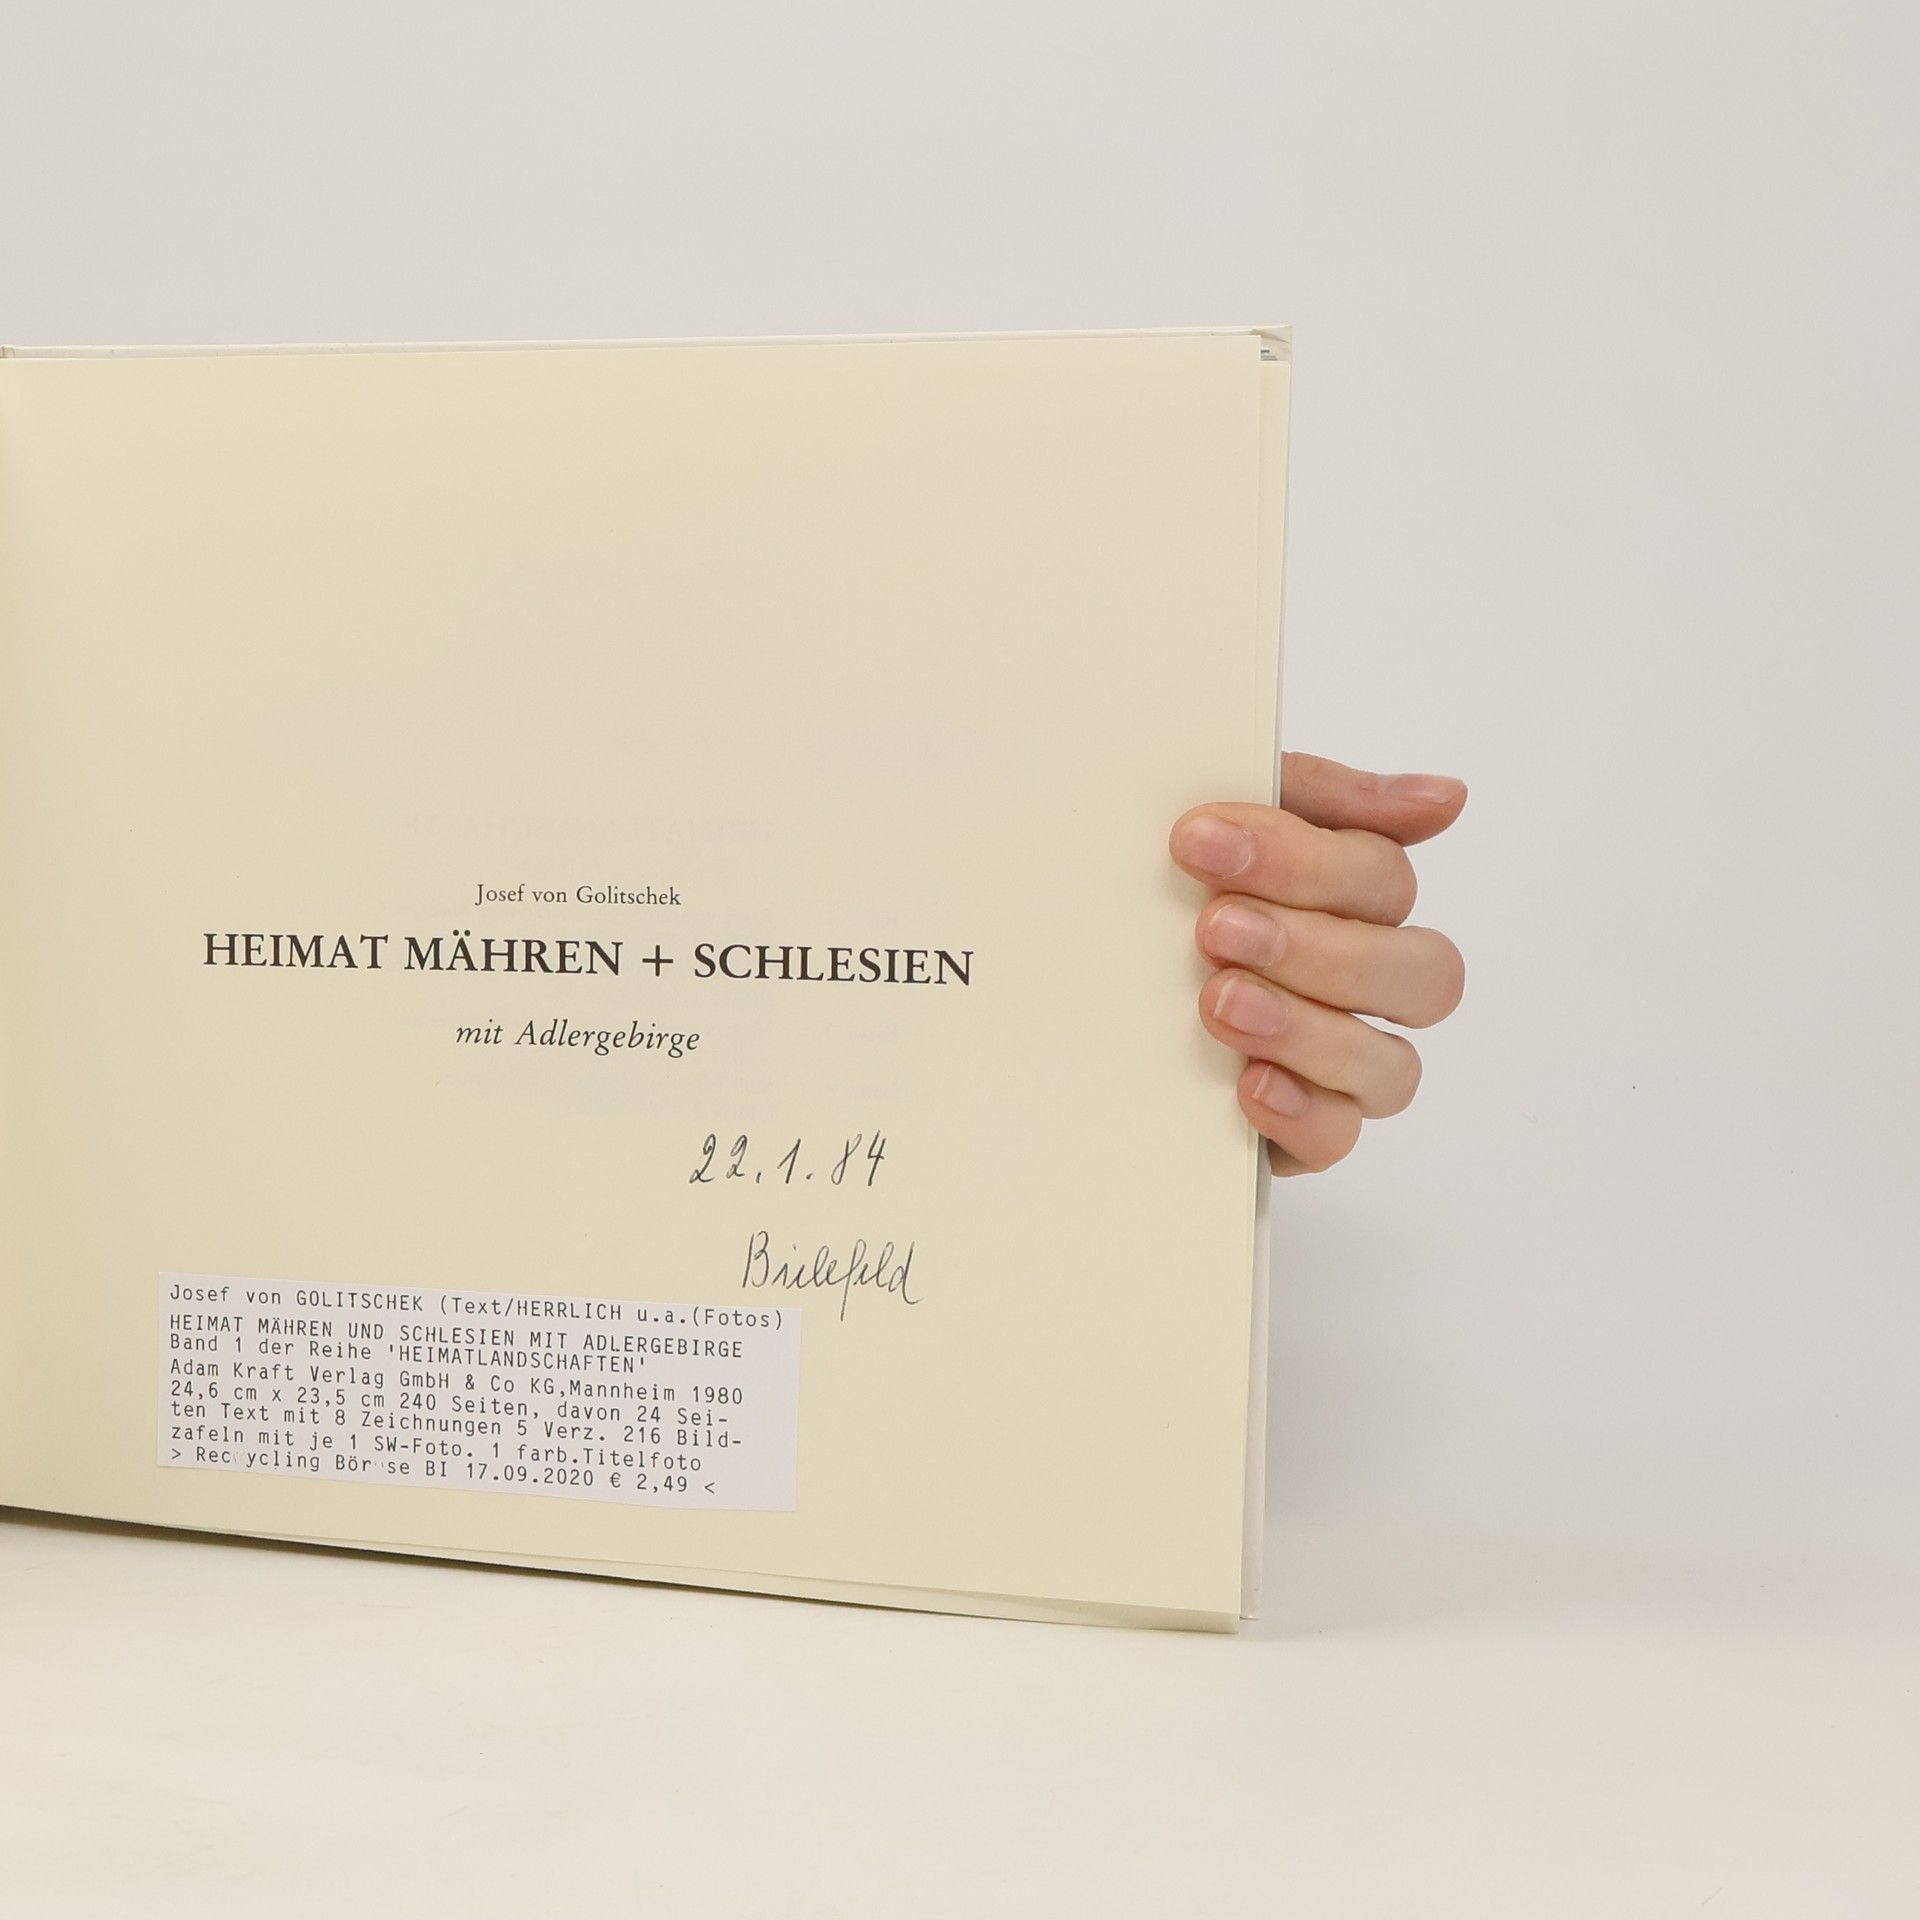 Josef von Golitschek
HEIMAT MÄHREN + SCHLESIEN
mit Adlergebirge
22.1.84
Bielefeld
Josef von GOLITSCHEK (Text/HERRLICH u.a.(Fotos)
HEIMAT MÄHREN UND SCHLESIEN MIT ADLERGEBIRGE
Band 1 der Reihe 'HEIMATLANDSCHAFTEN'
Adam Kraft Verlag GmbH & Co KG,Mannheim 1980
24,6 cm x 23,5 cm 240 Seiten, davon 24 Sei-
ten Text mit 8 Zeichnungen 5 Verz. 216 Bild-
zafeln mit je 1 SW-Foto. 1 farb.Titelfoto
> Recycling Börse BI 17.09.2020 € 2,49 <